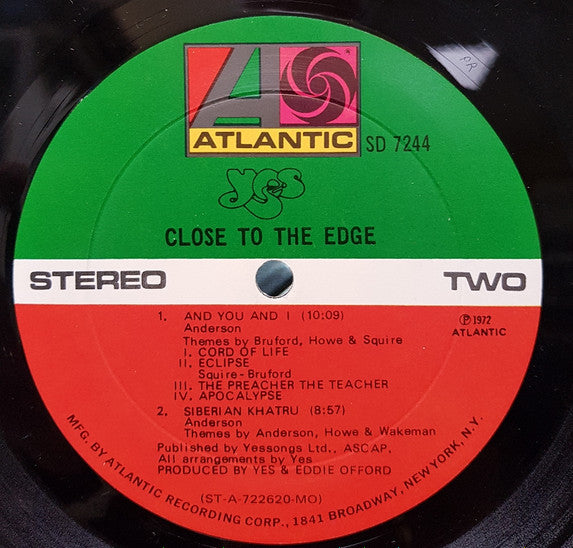 ATLANTIC
SD 7244
PR
yes
CLOSE TO THE EDGE
STEREO
TWO
1. AND YOU AND I (10:09)
Anderson
Themes by Bruford, Howe & Squire
I. CORD OF LIFE
II. ECLIPSE
Squire-Bruford
III. THE PREACHER THE TEACHER
IV. APOCALYPSE
2. SIBERIAN KHATRU (8:57)
Anderson
Themes by Anderson, Howe & Wakeman
Published by Yessongs Ltd., ASCAP.
All arrangements by Yes
PRODUCED BY YES & EDDIE OFFORD
℗ 1972
ATLANTIC
(ST-A-722620-MO)
MFG. BY ATLANTIC RECORDING CORP., 1841 BROADWAY, NEW YORK, N.Y.